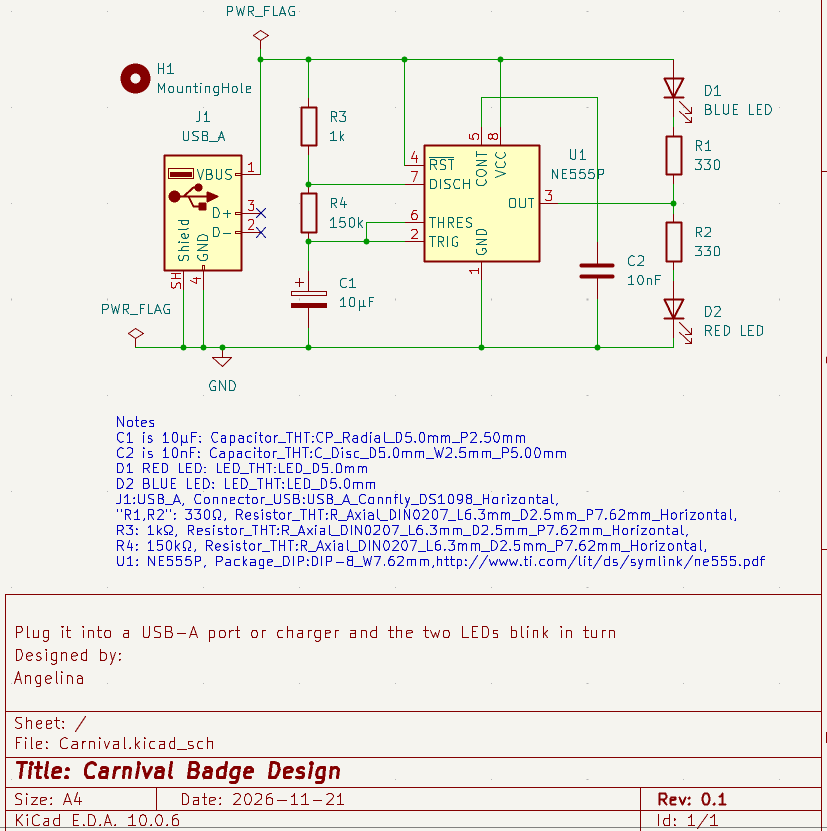 PWR_FLAG
H1
MountingHole
J1
USB_A
VBUS
1
D+
3
D-
2
Shield
GND
SH
4
PWR_FLAG
GND
R3
1k
R4
150k
C1
10µF
+
4
RST
7
DISCH
6
THRES
2
TRIG
5
CONT
8
VCC
GND
1
OUT
3
U1
NE555P
C2
10nF
D1
BLUE LED
R1
330
R2
330
D2
RED LED
Notes
C1 is 10µF: Capacitor_THT:CP_Radial_D5.0mm_P2.50mm
C2 is 10nF: Capacitor_THT:C_Disc_D5.0mm_W2.5mm_P5.00mm
D1 RED LED: LED_THT:LED_D5.0mm
D2 BLUE LED: LED_THT:LED_D5.0mm
J1:USB_A, Connector_USB:USB_A_Connfly_DS1098_Horizontal,
"R1,R2": 330Ω, Resistor_THT:R_Axial_DIN0207_L6.3mm_D2.5mm_P7.62mm_Horizontal,
R3: 1kΩ, Resistor_THT:R_Axial_DIN0207_L6.3mm_D2.5mm_P7.62mm_Horizontal,
R4: 150kΩ, Resistor_THT:R_Axial_DIN0207_L6.3mm_D2.5mm_P7.62mm_Horizontal,
U1: NE555P, Package_DIP:DIP-8_W7.62mm,http://www.ti.com/lit/ds/symlink/ne555.pdf
Plug it into a USB-A port or charger and the two LEDs blink in turn
Designed by:
Angelina
Sheet: /
File: Carnival.kicad_sch
Title: Carnival Badge Design
Size: A4
Date: 2026-11-21
Rev: 0.1
KiCad E.D.A. 10.0.6
Id: 1/1